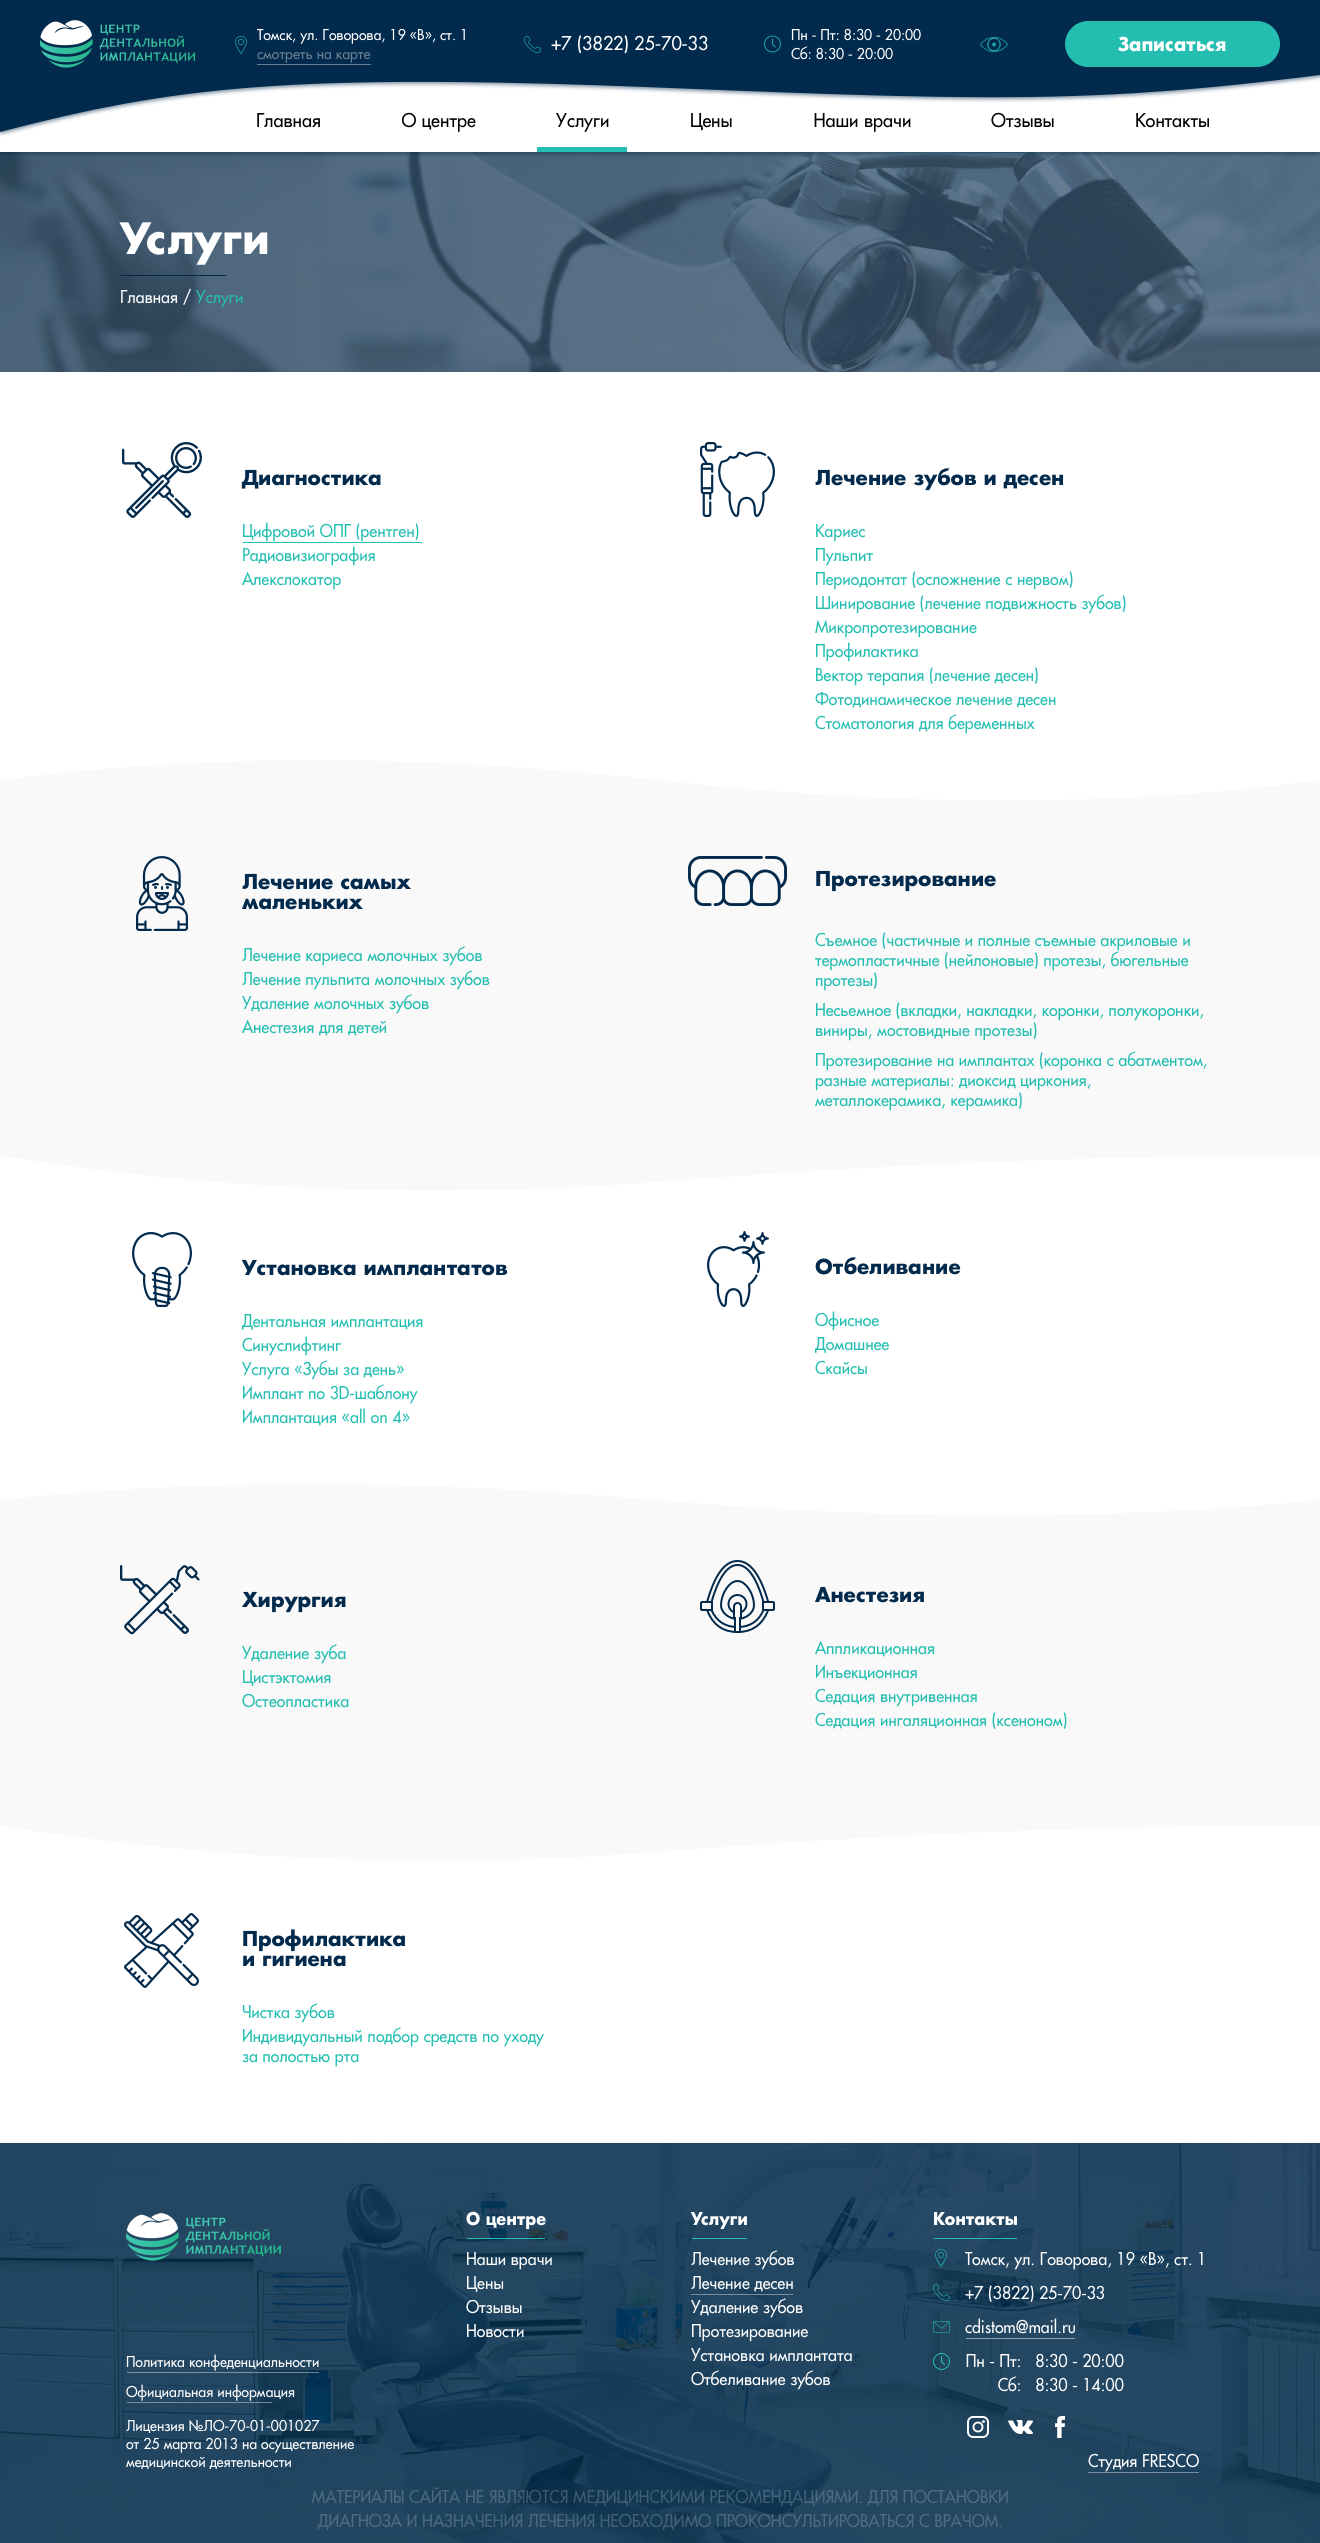 ЦЕНТР
ДЕНТАЛЬНОЙ
ИМПЛАНТАЦИИ
Томск, ул. Говорова, 19 «В», ст. 1
смотреть на карте
+7 (3822) 25-70-33
Пн - Пт: 8:30 - 20:00
Сб: 8:30 - 20:00
Записаться
Главная
О центре
Услуги
Цены
Наши врачи
Отзывы
Контакты
Услуги
Главная / Услуги
Диагностика
Цифровой ОПГ (рентген)
Радиовизиография
Алекслокатор
Лечение зубов и десен
Кариес
Пульпит
Периодонтат (осложнение с нервом)
Шинирование (лечение подвижность зубов)
Микропротезирование
Профилактика
Вектор терапия (лечение десен)
Фотодинамическое лечение десен
Стоматология для беременных
Лечение самых
маленьких
Лечение кариеса молочных зубов
Лечение пульпита молочных зубов
Удаление молочных зубов
Анестезия для детей
Протезирование
Съемное (частичные и полные съемные акриловые и
термопластичные (нейлоновые) протезы, бюгельные
протезы)
Несьемное (вкладки, накладки, коронки, полукоронки,
виниры, мостовидные протезы)
Протезирование на имплантах (коронка с абатментом,
разные материалы: диоксид циркония,
металлокерамика, керамика)
Установка имплантатов
Дентальная имплантация
Синуслифтинг
Услуга «Зубы за день»
Имплант по 3D-шаблону
Имплантация «all on 4»
Отбеливание
Офисное
Домашнее
Скайсы
Хирургия
Удаление зуба
Цистэктомия
Остеопластика
Анестезия
Аппликационная
Инъекционная
Седация внутривенная
Седация ингаляционная (ксеноном)
Профилактика
и гигиена
Чистка зубов
Индивидуальный подбор средств по уходу
за полостью рта
ЦЕНТР
ДЕНТАЛЬНОЙ
ИМПЛАНТАЦИИ
Политика конфеденциальности
Официальная информация
Лицензия №ЛО-70-01-001027
от 25 марта 2013 на осуществление
медицинской деятельности
О центре
Наши врачи
Цены
Отзывы
Новости
Услуги
Лечение зубов
Лечение десен
Удаление зубов
Протезирование
Установка имплантата
Отбеливание зубов
Контакты
Томск, ул. Говорова, 19 «В», ст. 1
+7 (3822) 25-70-33
cdistom@mail.ru
Пн - Пт: 8:30 - 20:00
Сб: 8:30 - 14:00
Студия FRESCO
МАТЕРИАЛЫ САЙТА НЕ ЯВЛЯЮТСЯ МЕДИЦИНСКИМИ РЕКОМЕНДАЦИЯМИ. ДЛЯ ПОСТАНОВКИ
ДИАГНОЗА И НАЗНАЧЕНИЯ ЛЕЧЕНИЯ НЕОБХОДИМО ПРОКОНСУЛЬТИРОВАТЬСЯ С ВРАЧОМ.